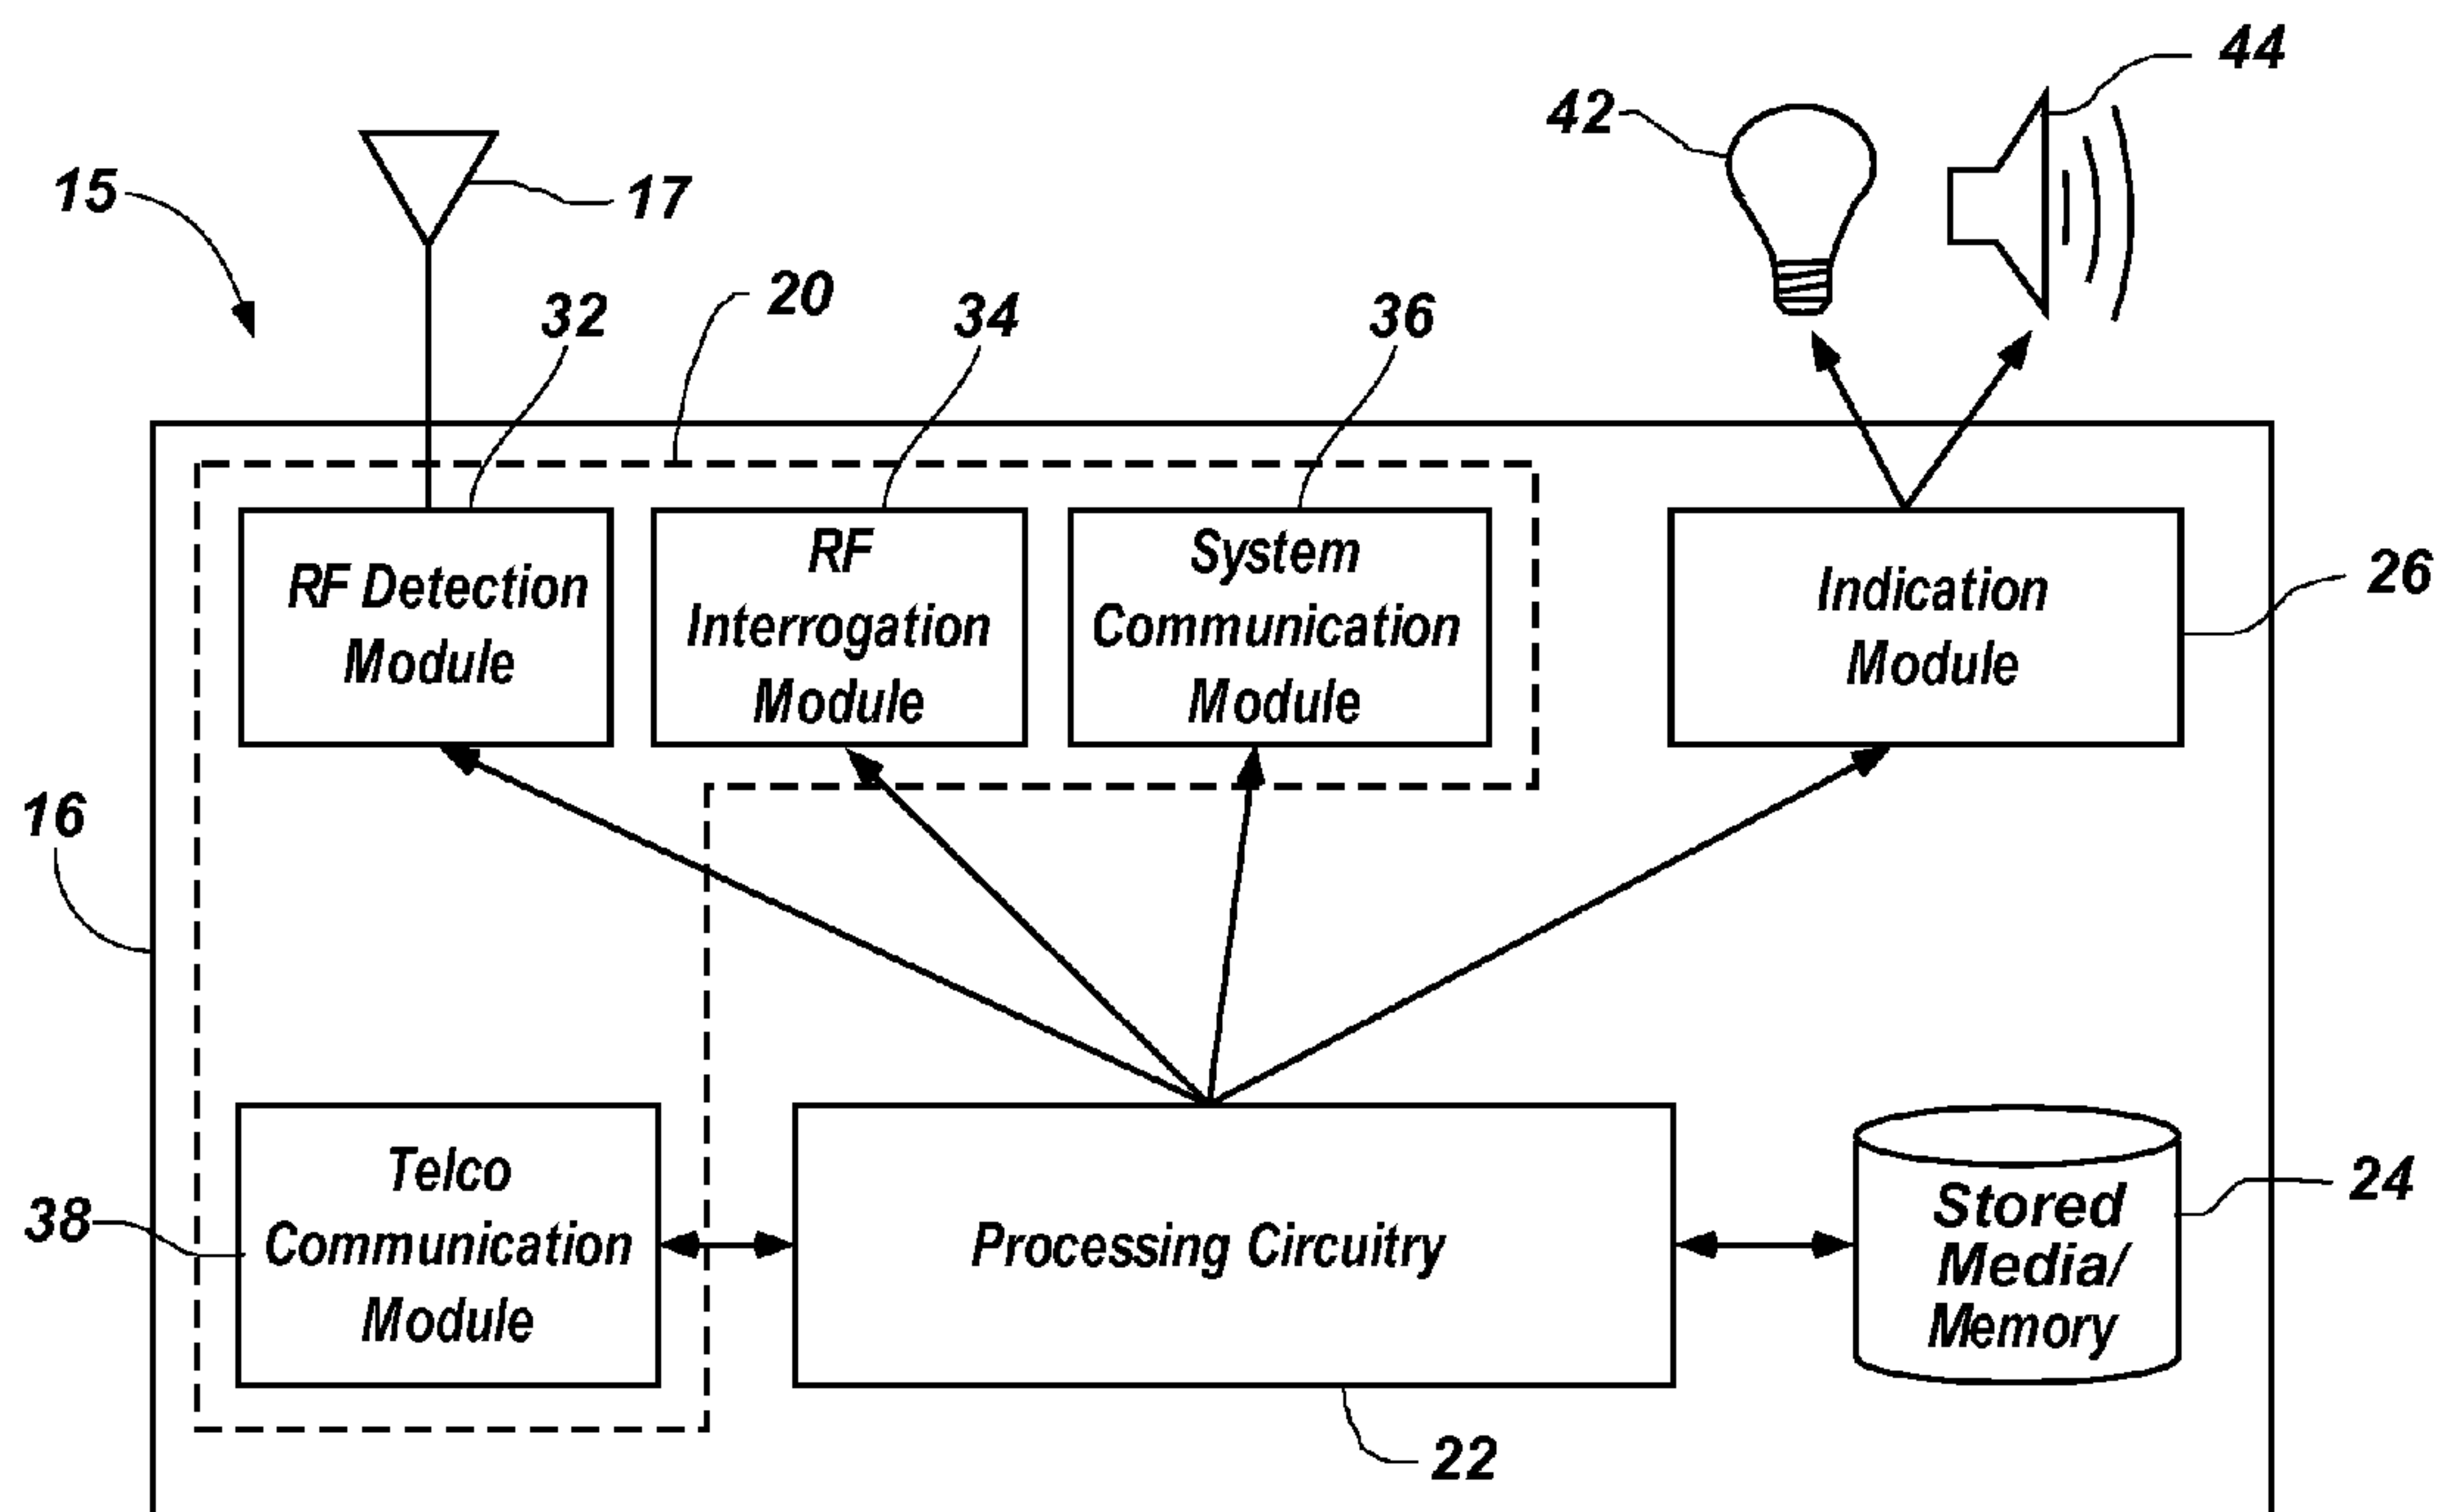 44
42
15
17
20
32
34
36
RF Detection
Module
RF
Interrogation
Module
System
Communication
Module
Indication
Module
26
16
38
Telco
Communication
Module
Processing Circuitry
Stored
Media/
Memory
24
22